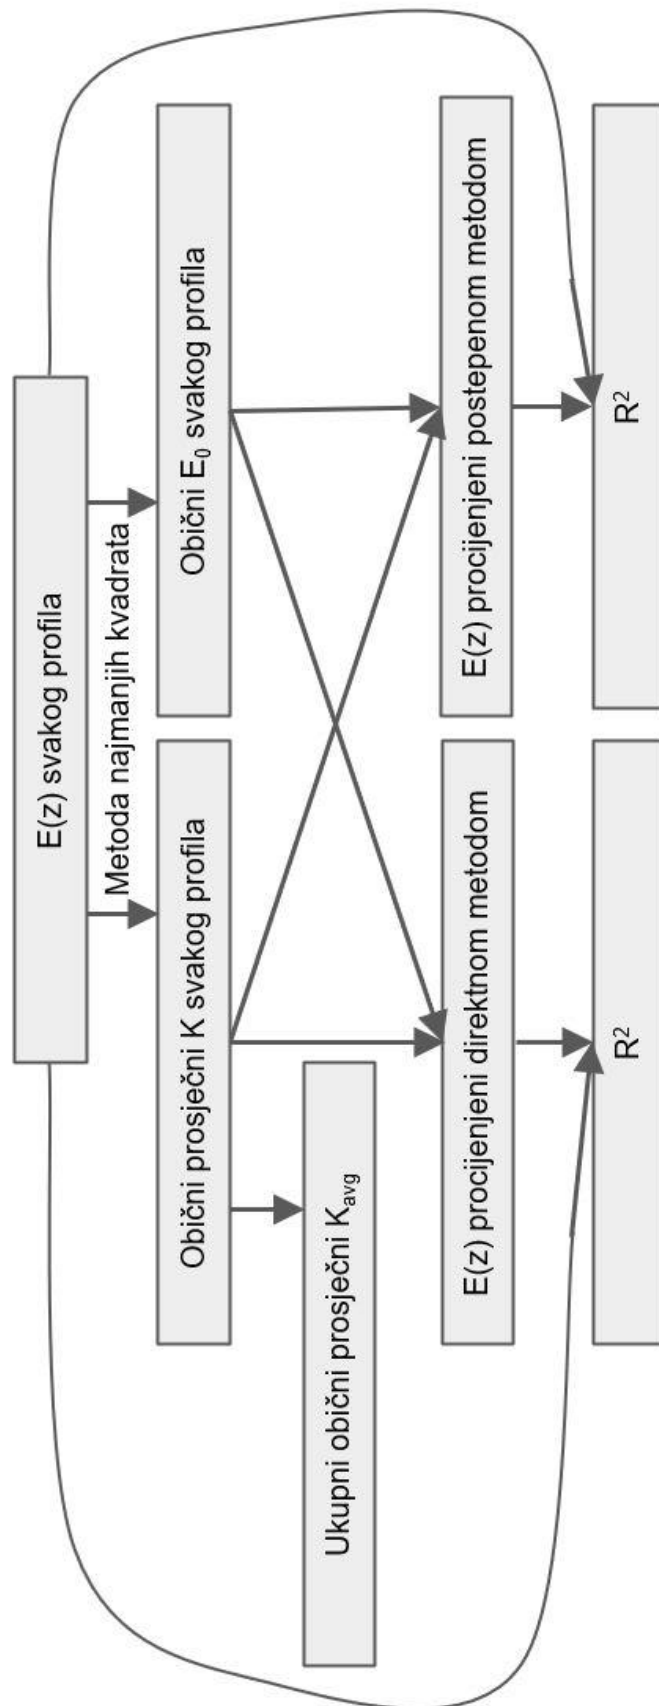 E(z) svakog profila
Metoda najmanjih kvadrata
Obični prosječni K svakog profila
Obični E₀ svakog profila
Ukupni obični prosječni Kavg
E(z) procijenjeni direktnom metodom
E(z) procijenjeni postepenom metodom
R²
R²